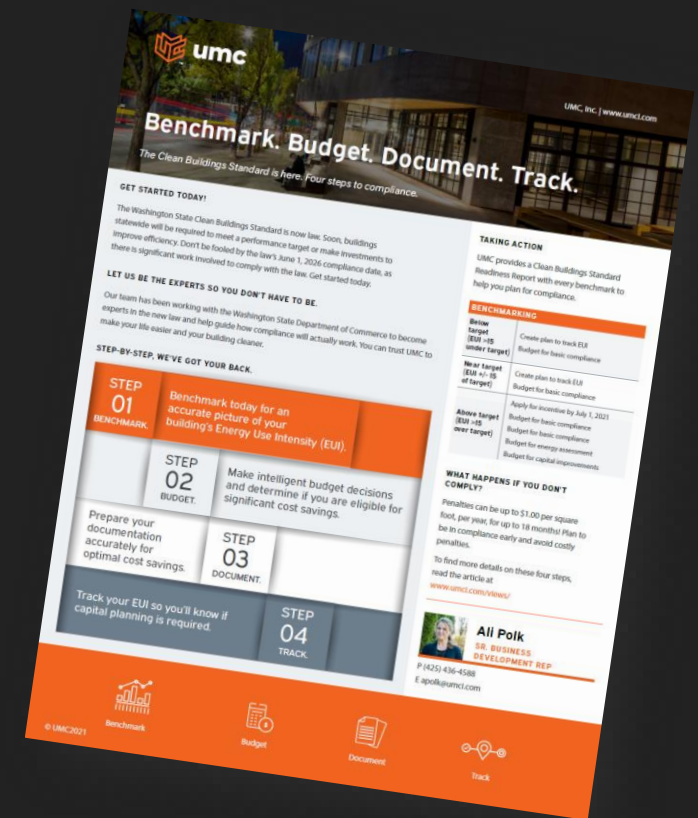 umc
UMC, Inc. | www.umci.com
Benchmark. Budget. Document. Track.
The Clean Buildings Standard is here. Four steps to compliance.
GET STARTED TODAY!
The Washington State Clean Buildings Standard is now law. Soon, buildings
statewide will be required to meet a performance target or make investments to
improve efficiency. Don't be fooled by the law's June 1, 2026 compliance date, as
there is significant work involved to comply with the law. Get started today.
LET US BE THE EXPERTS SO YOU DON'T HAVE TO BE.
Our team has been working with the Washington State Department of Commerce to become
experts in the new law and help guide how compliance will actually work. You can trust UMC to
make your life easier and your building cleaner.
STEP-BY-STEP, WE'VE GOT YOUR BACK.
STEP
01
BENCHMARK.
Benchmark today for an
accurate picture of your
building's Energy Use Intensity (EUI).
STEP
02
BUDGET.
Make intelligent budget decisions
and determine if you are eligible for
significant cost savings.
Prepare your
documentation
accurately for
optimal cost savings.
STEP
03
DOCUMENT.
Track your EUI so you'll know if
capital planning is required.
STEP
04
TRACK.
TAKING ACTION
UMC provides a Clean Buildings Standard
Readiness Report with every benchmark to
help you plan for compliance.
BENCHMARKING
Below
target
(EUI >15
under target)
Create plan to track EUI
Budget for basic compliance
Near target
(EUI +/- 15
of target)
Create plan to track EUI
Budget for basic compliance
Above target
(EUI >15
over target)
Apply for incentive by July 1, 2021
Budget for basic compliance
Budget for basic compliance
Budget for energy assessment
Budget for capital improvements
WHAT HAPPENS IF YOU DON'T
COMPLY?
Penalties can be up to $1.00 per square
foot, per year, for up to 18 months! Plan to
be in compliance early and avoid costly
penalties.
To find more details on these four steps,
read the article at
www.umci.com/views/
Ali Polk
SR. BUSINESS
DEVELOPMENT REP
P (425) 436-4588
E apolk@umci.com
© UMC2021
Benchmark
Budget
Document
Track